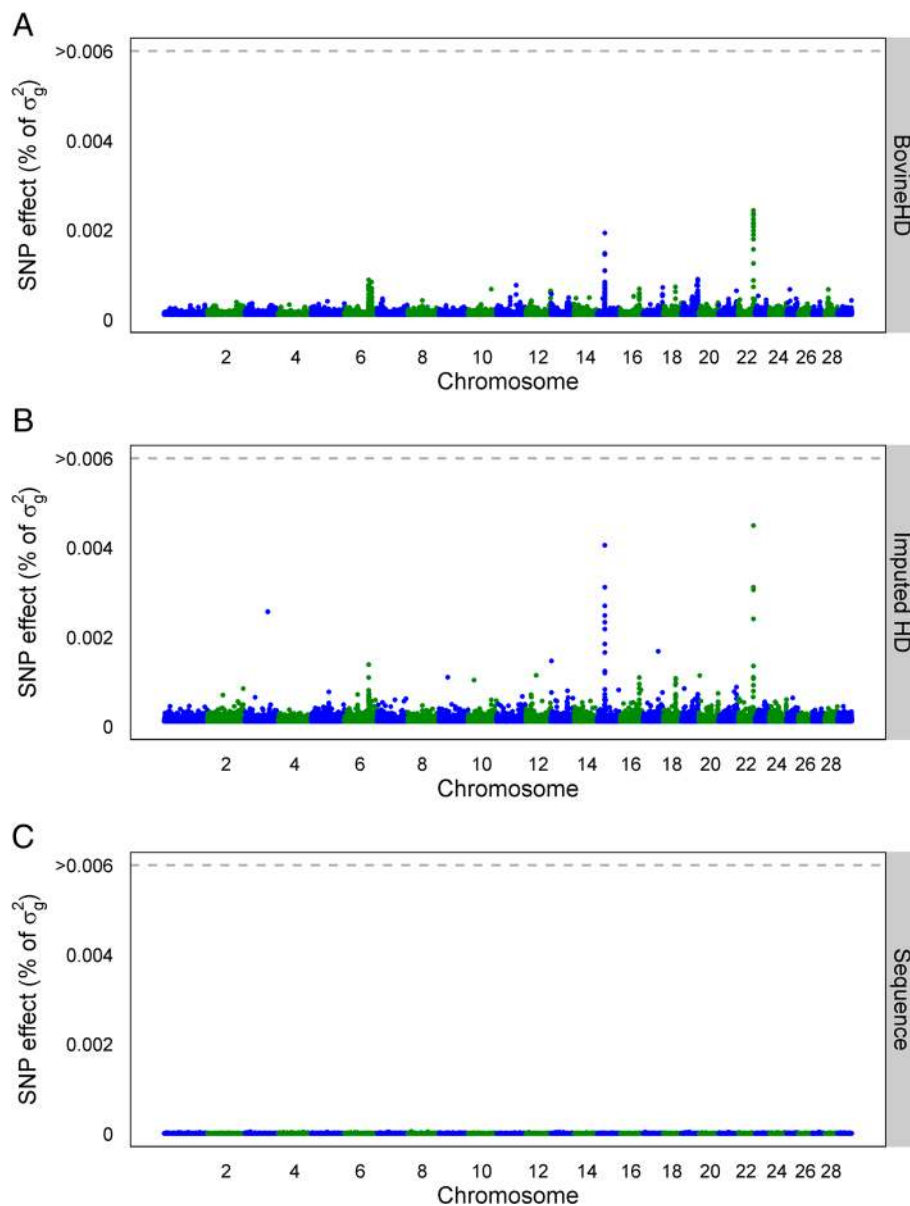 A
SNP effect (% of σ²g)
>0.006
0.004
0.002
0
2 4 6 8 10 12 14 16 18 20 22 24 26 28
Chromosome
BovineHD
B
SNP effect (% of σ²g)
>0.006
0.004
0.002
0
2 4 6 8 10 12 14 16 18 20 22 24 26 28
Chromosome
Imputed HD
C
SNP effect (% of σ²g)
>0.006
0.004
0.002
0
2 4 6 8 10 12 14 16 18 20 22 24 26 28
Chromosome
Sequence